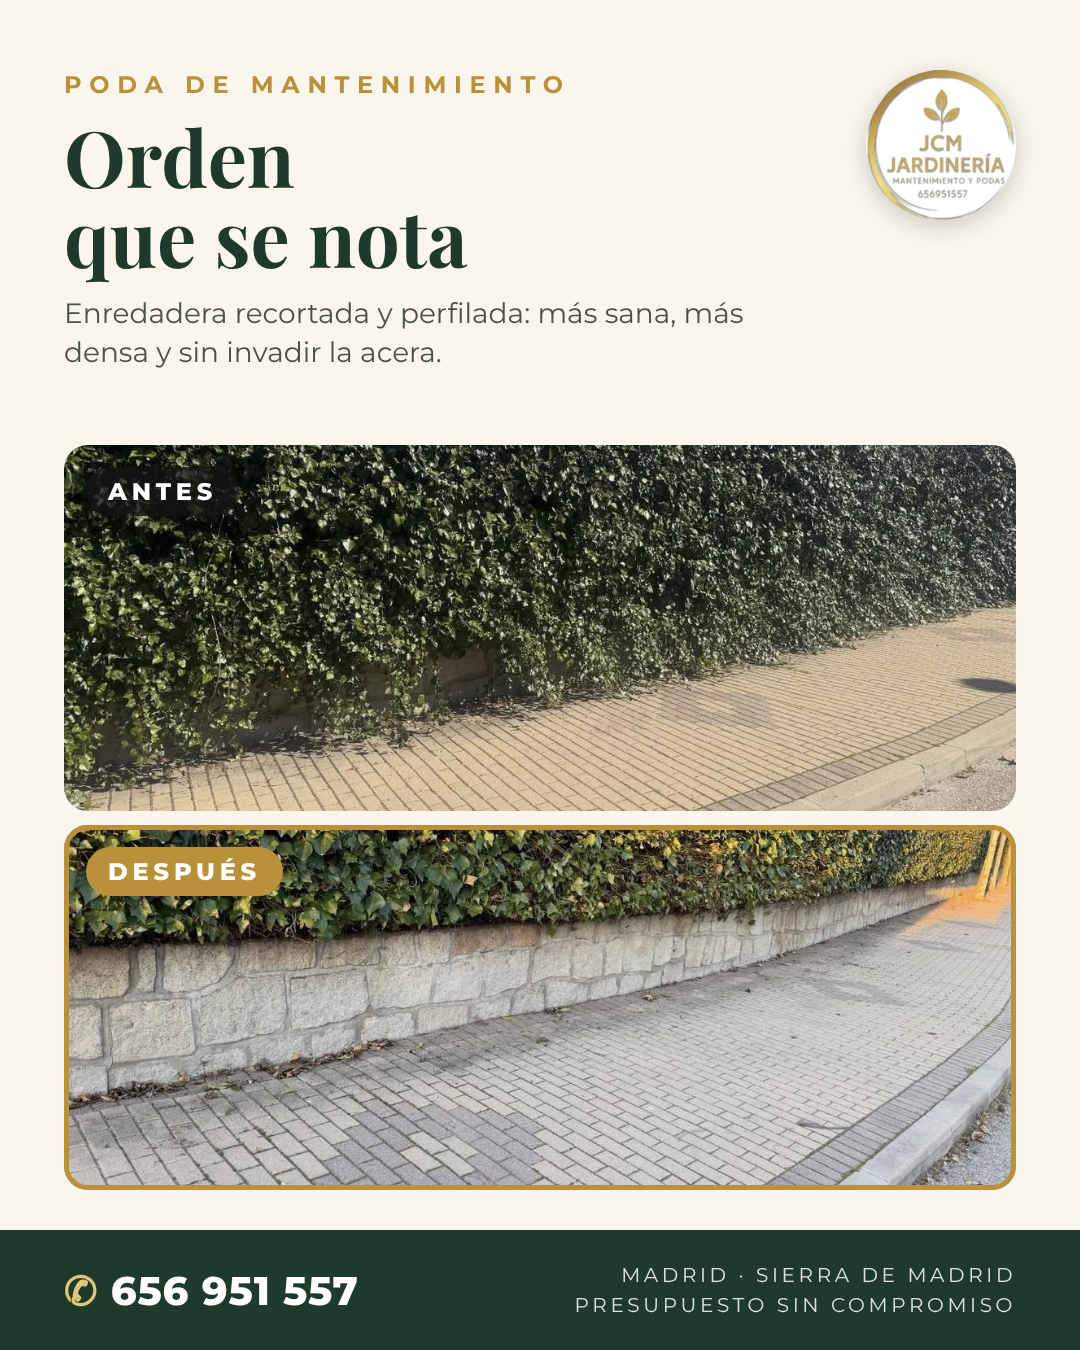 PODA DE MANTENIMIENTO
Orden
que se nota
Enredadera recortada y perfilada: más sana, más
densa y sin invadir la acera.
JCM
JARDINERÍA
MANTENIMIENTO Y PODAS
656951557
ANTES
DESPUÉS
✆ 656 951 557
MADRID · SIERRA DE MADRID
PRESUPUESTO SIN COMPROMISO